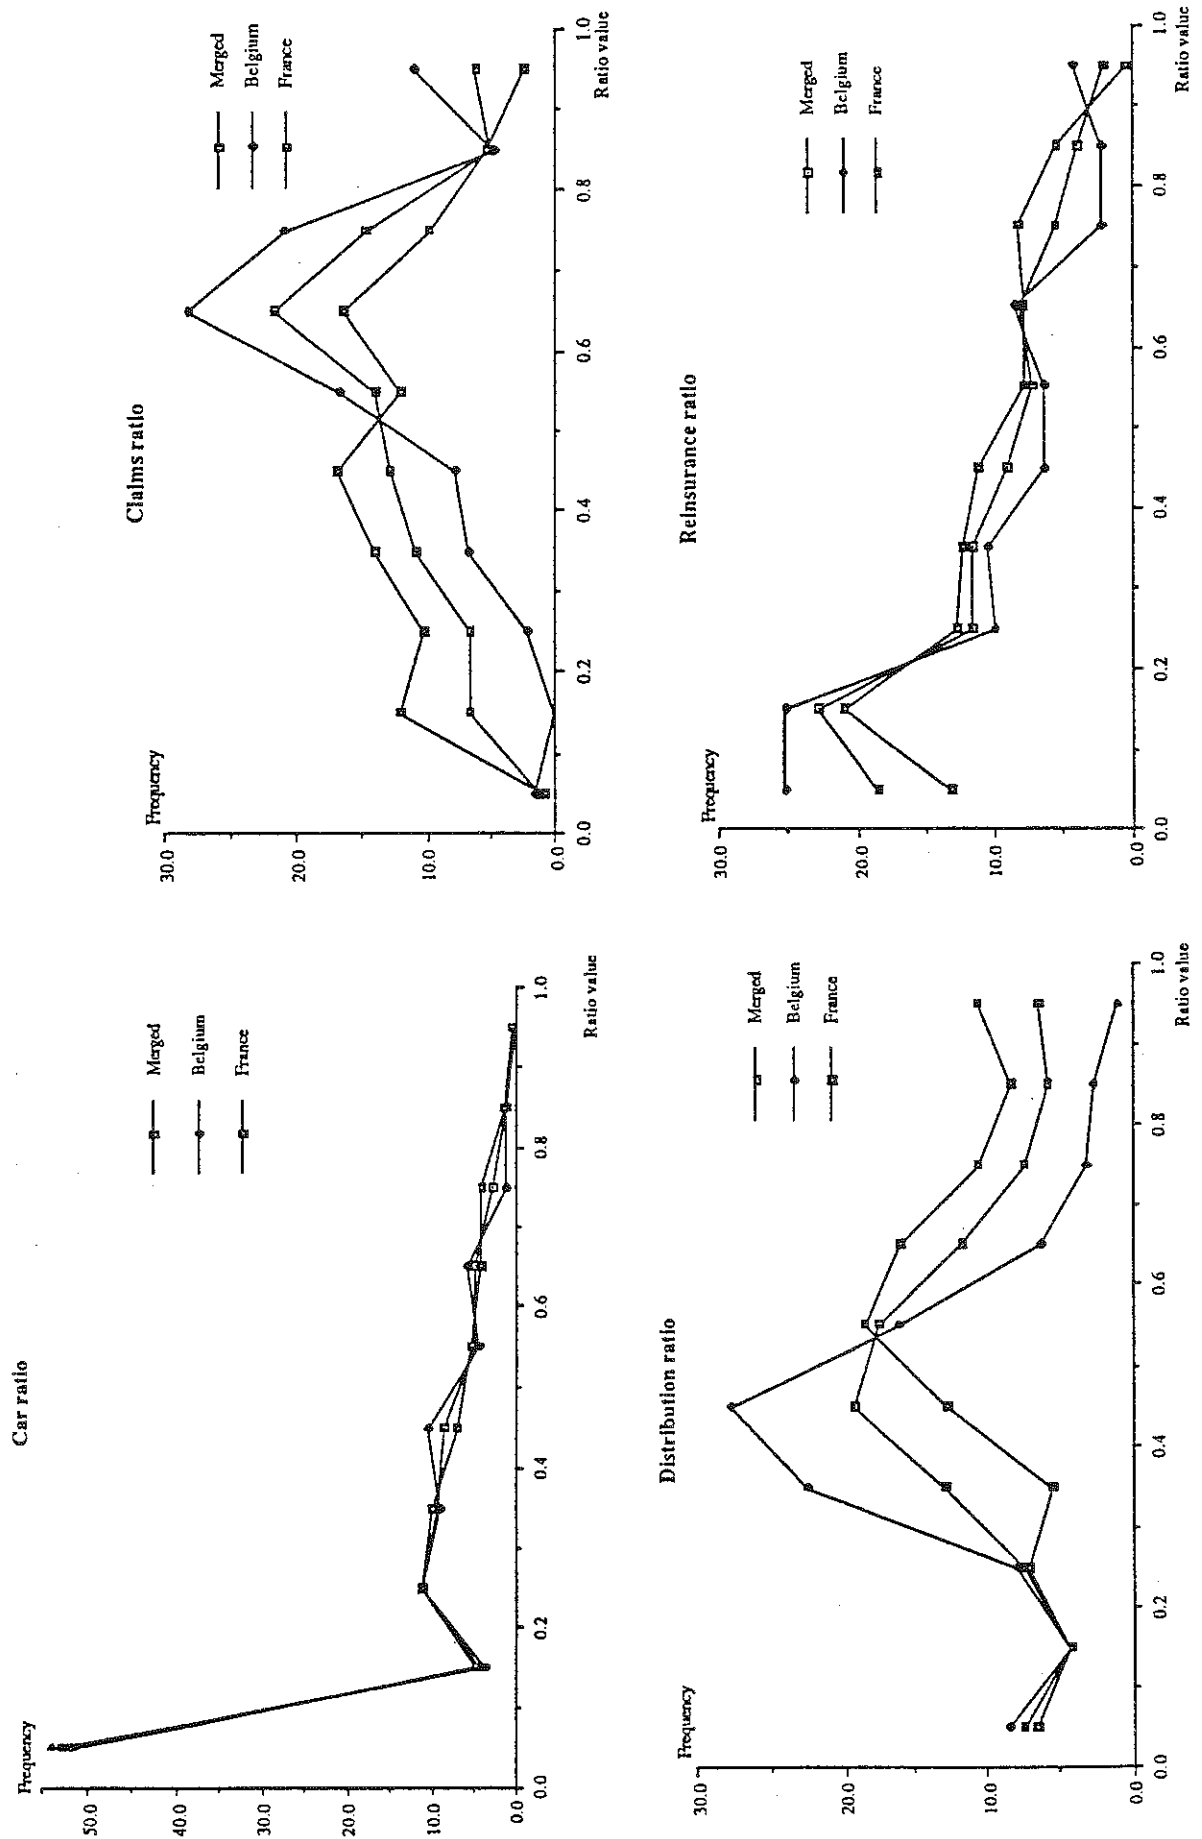 Car ratio
Frequency
50.0
40.0
30.0
20.0
10.0
0.0
0.0
0.2
0.4
0.6
0.8
1.0
Ratio value
Merged
Belgium
France
Claims ratio
Frequency
30.0
20.0
10.0
0.0
0.0
0.2
0.4
0.6
0.8
1.0
Ratio value
Merged
Belgium
France
Distribution ratio
Frequency
30.0
20.0
10.0
0.0
0.0
0.2
0.4
0.6
0.8
1.0
Ratio value
Merged
Belgium
France
Reinsurance ratio
Frequency
30.0
20.0
10.0
0.0
0.0
0.2
0.4
0.6
0.8
1.0
Ratio value
Merged
Belgium
France